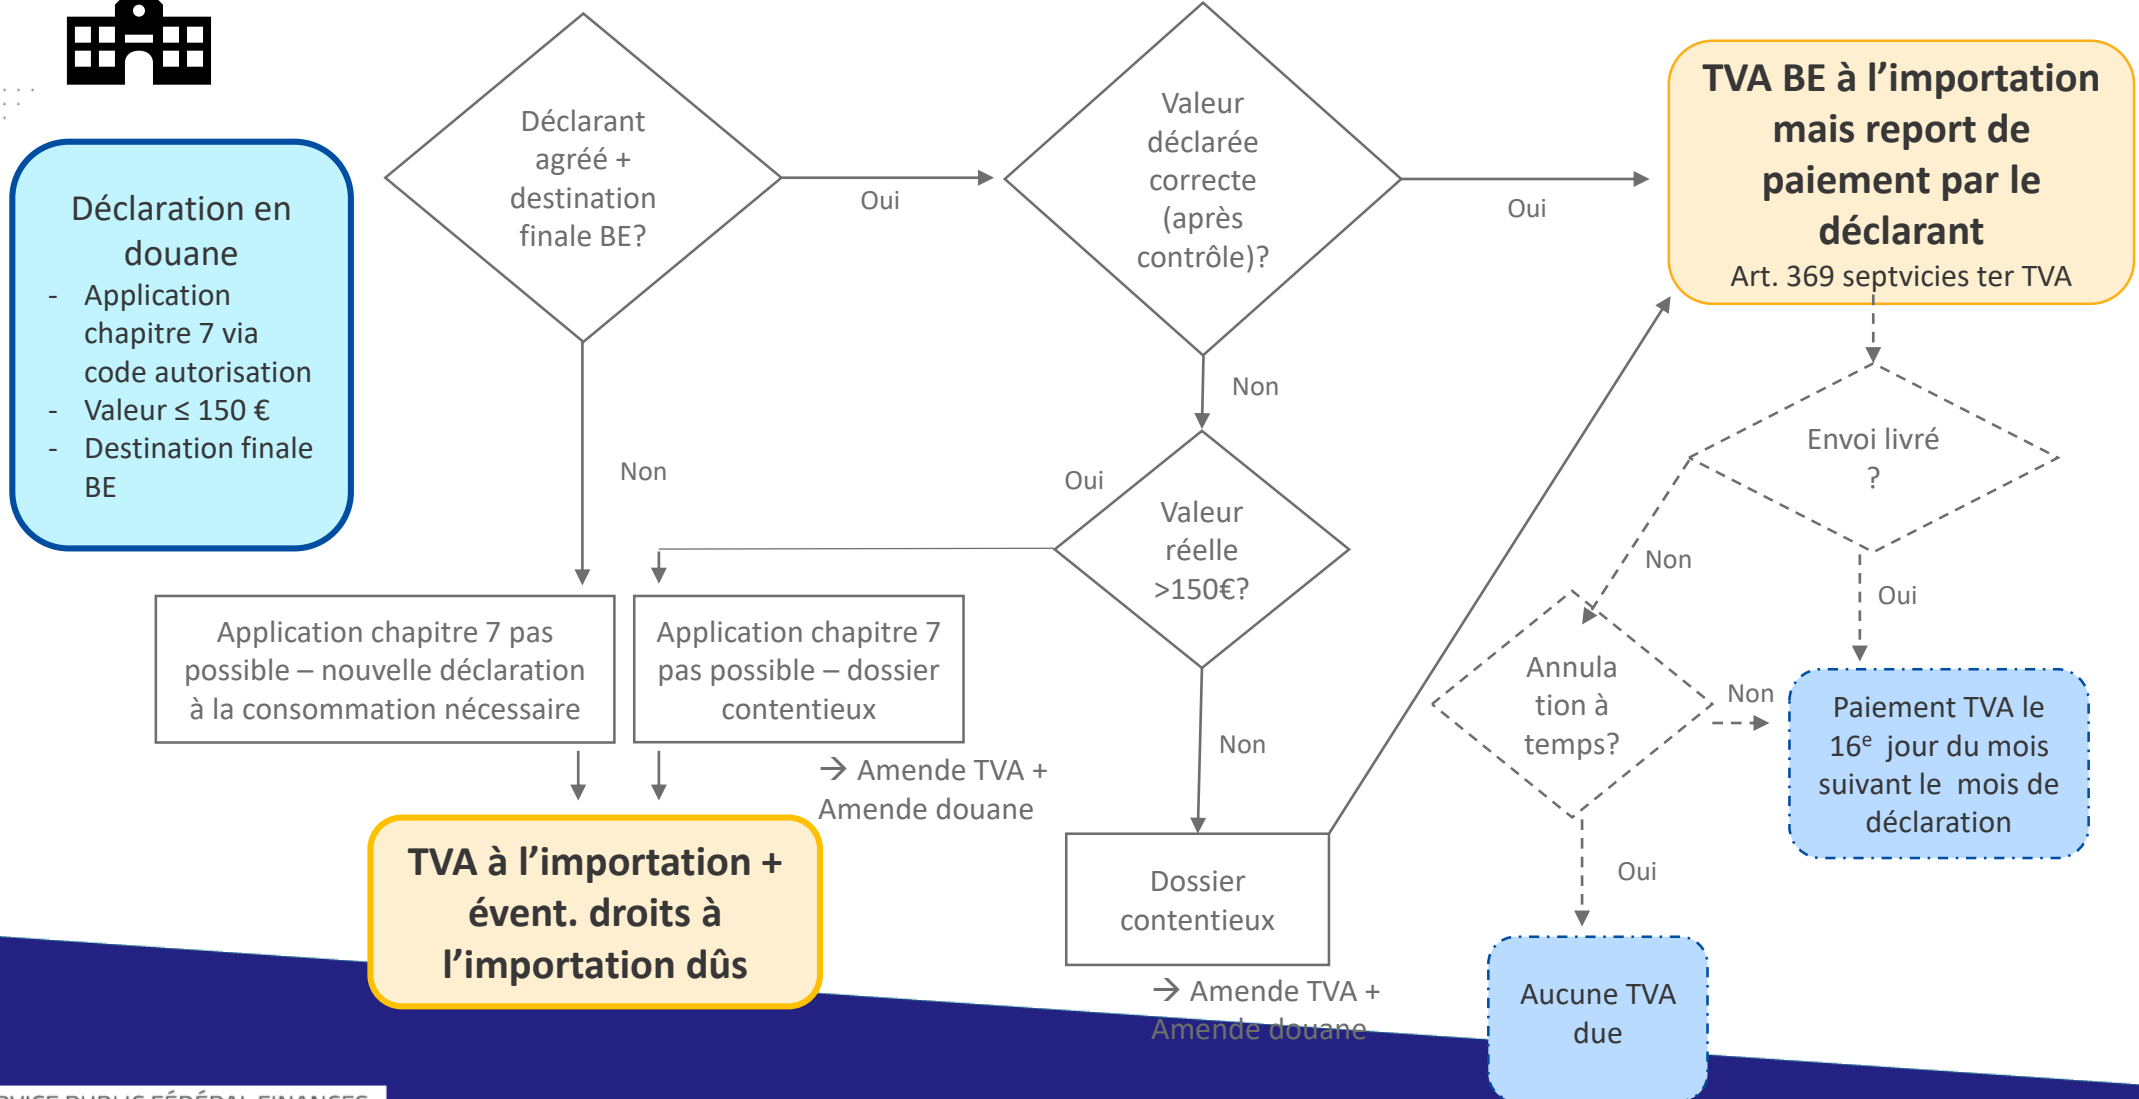 Déclaration en
douane
- Application
chapitre 7 via
code autorisation
- Valeur ≤ 150 €
- Destination finale
BE
Déclarant
agréé +
destination
finale BE?
Oui
Non
Valeur
déclarée
correcte
(après
contrôle)?
Oui
Non
TVA BE à l’importation
mais report de
paiement par le
déclarant
Art. 369 septvicies ter TVA
Oui
Valeur
réelle
>150€?
Non
Envoi livré
?
Non
Oui
Application chapitre 7 pas
possible – nouvelle déclaration
à la consommation nécessaire
Application chapitre 7
pas possible – dossier
contentieux
→ Amende TVA +
Amende douane
TVA à l’importation +
évent. droits à
l’importation dûs
Dossier
contentieux
→ Amende TVA +
Amende douane
Annula
tion à
temps?
Non
Oui
Paiement TVA le
16e jour du mois
suivant le mois de
déclaration
Aucune TVA
due
PUBLIC FÉDÉRAL FINANCES